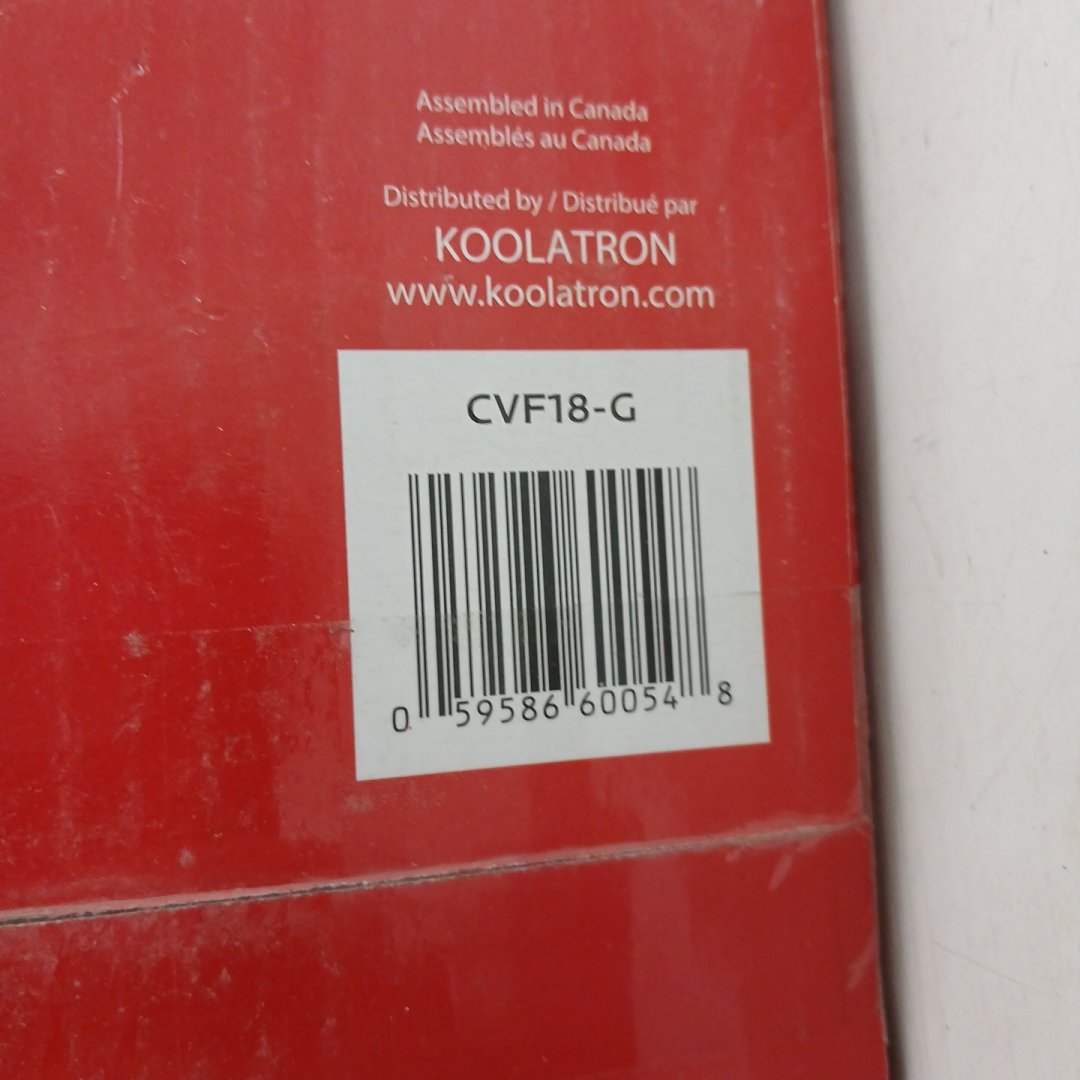 Assembled in Canada
Assemblés au Canada
Distributed by / Distribué par
KOOLATRON
www.koolatron.com
CVF18-G
0 59586 60054 8